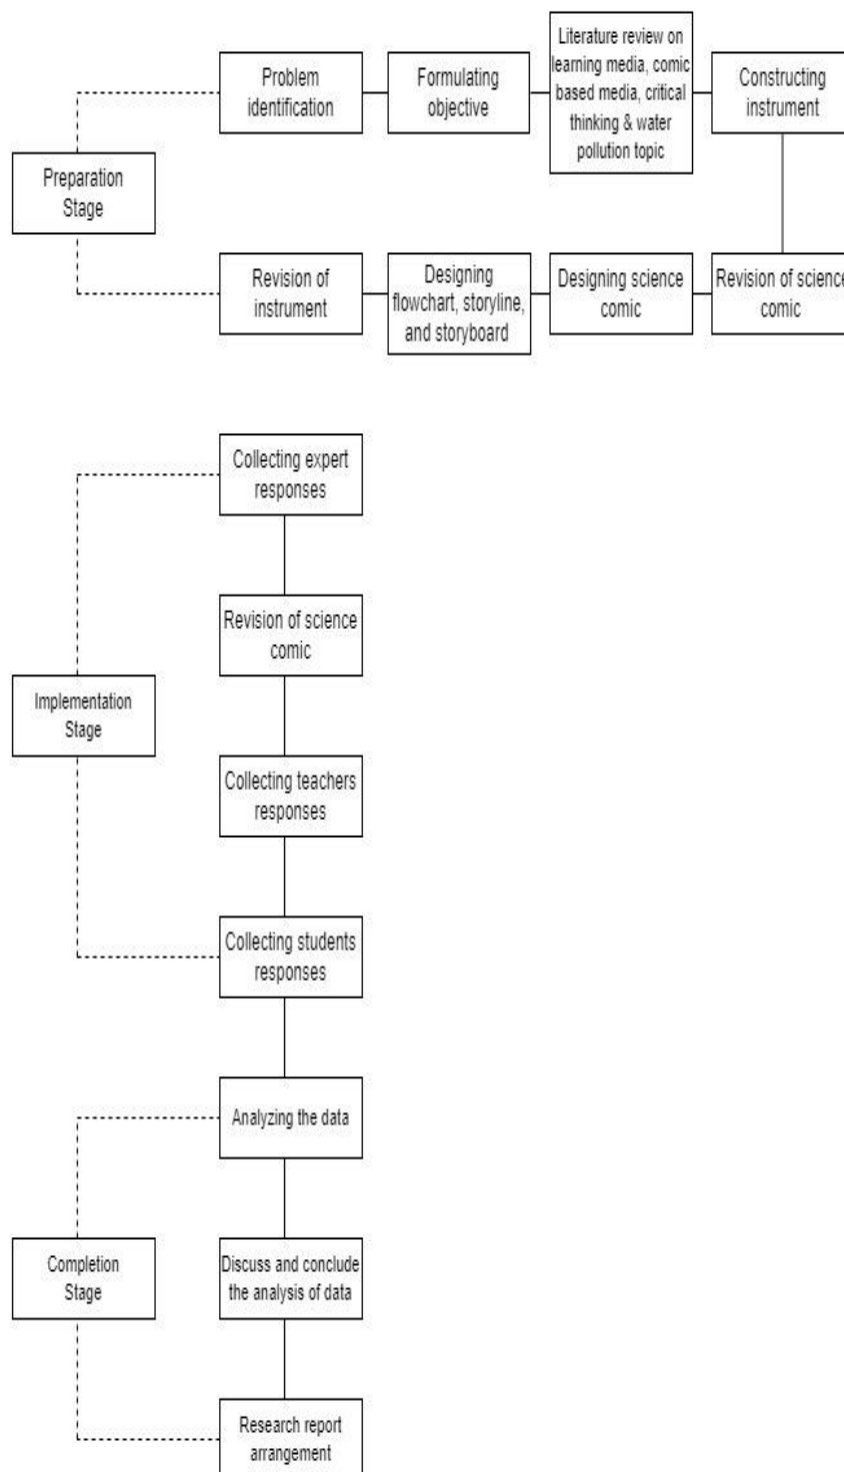 Problem
identification
Formulating
objective
Literature review on
learning media, comic
based media, critical
thinking & water
pollution topic
Constructing
instrument
Preparation
Stage
Revision of
instrument
Designing
flowchart, storyline,
and storyboard
Designing science
comic
Revision of science
comic
Collecting expert
responses
Revision of science
comic
Implementation
Stage
Collecting teachers
responses
Collecting students
responses
Analyzing the data
Completion
Stage
Discuss and conclude
the analysis of data
Research report
arrangement